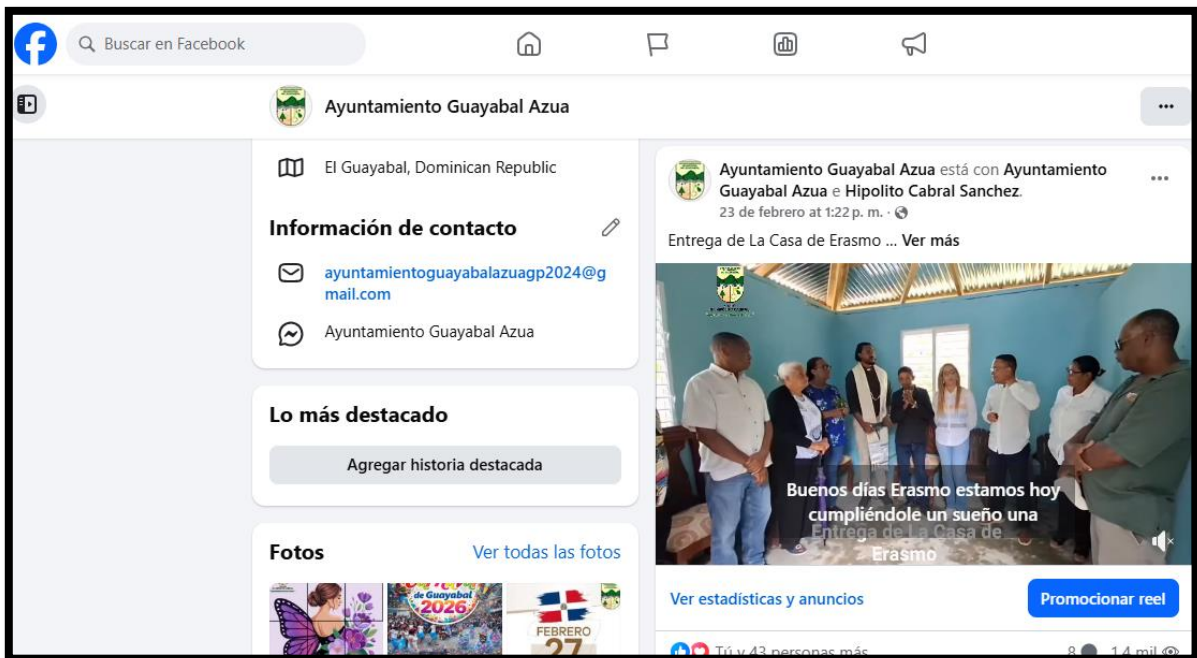 Buscar en Facebook
Ayuntamiento Guayabal Azua
El Guayabal, Dominican Republic
Información de contacto
ayuntamientoguayabalazuagp2024@g
mail.com
Ayuntamiento Guayabal Azua
Lo más destacado
Agregar historia destacada
Fotos
Ver todas las fotos
de Guayabal
2026
FEBRERO
27
Ayuntamiento Guayabal Azua está con Ayuntamiento
Guayabal Azua e Hipolito Cabral Sanchez.
23 de febrero at 1:22 p. m. ·
Entrega de La Casa de Erasmo ... Ver más
Buenos días Erasmo estamos hoy
cumpliéndole un sueño una
Entrega de La Casa de
Erasmo
Ver estadísticas y anuncios
Promocionar reel
Tú y 43 personas más
8
1,4 mil